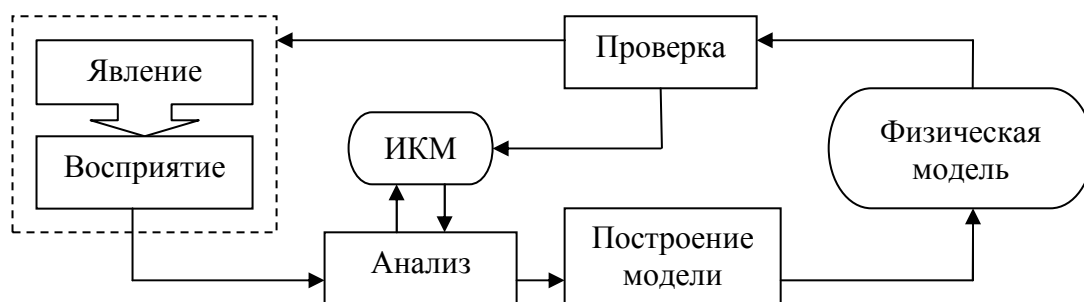 Явление
Восприятие
Проверка
ИКМ
Физическая
модель
Анализ
Построение
модели